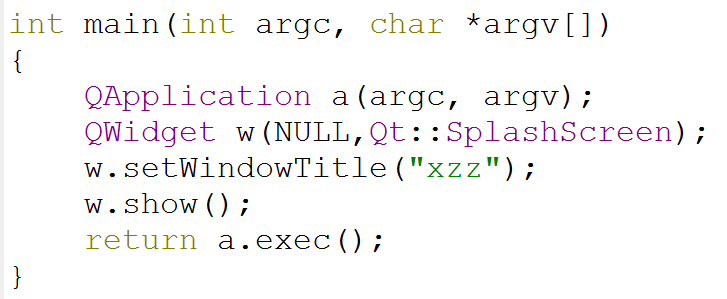 int main(int argc, char *argv[])
{
    QApplication a(argc, argv);
    QWidget w(NULL,Qt::SplashScreen);
    w.setWindowTitle("xzz");
    w.show();
    return a.exec();
}